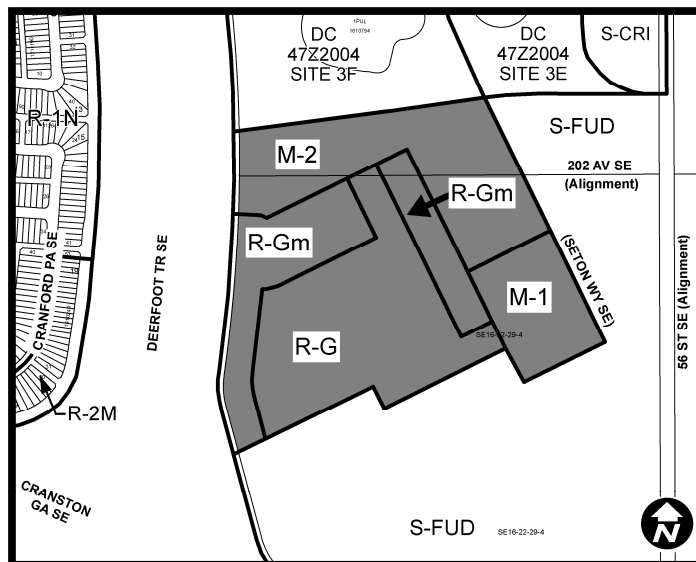 1PUL
1610794
DC
47Z2004
SITE 3F
DC
47Z2004
SITE 3E
S-CRI
R-1N
S-FUD
M-2
202 AV SE
(Alignment)
R-Gm
R-Gm
DEERFOOT TR SE
CRANFORD PA SE
(SETON WY SE)
56 ST SE (Alignment)
M-1
SE16-22-29-4
R-G
R-2M
CRANSTON
GA SE
S-FUD
SE16-22-29-4
N